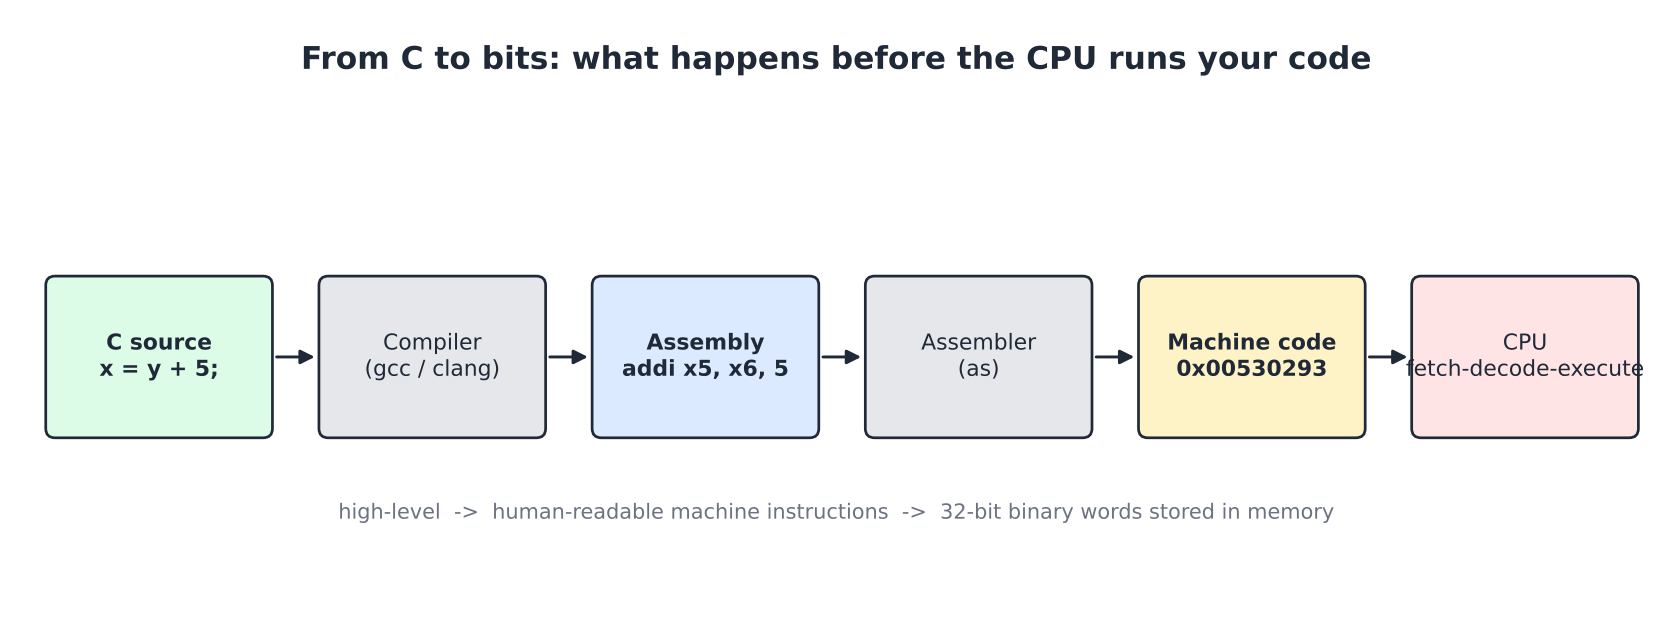 From C to bits: what happens before the CPU runs your code
C source
x = y + 5;
Compiler
(gcc / clang)
Assembly
addi x5, x6, 5
Assembler
(as)
Machine code
0x00530293
CPU
fetch-decode-execute
high-level -> human-readable machine instructions -> 32-bit binary words stored in memory